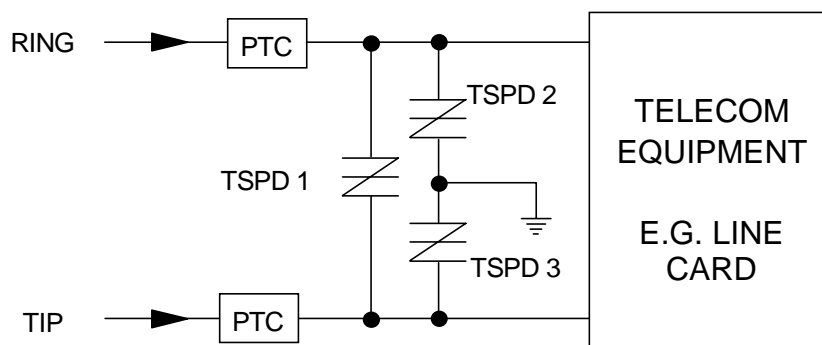 RING
PTC
TSPD 2
TELECOM
EQUIPMENT
TSPD 1
E.G. LINE
CARD
TSPD 3
TIP
PTC